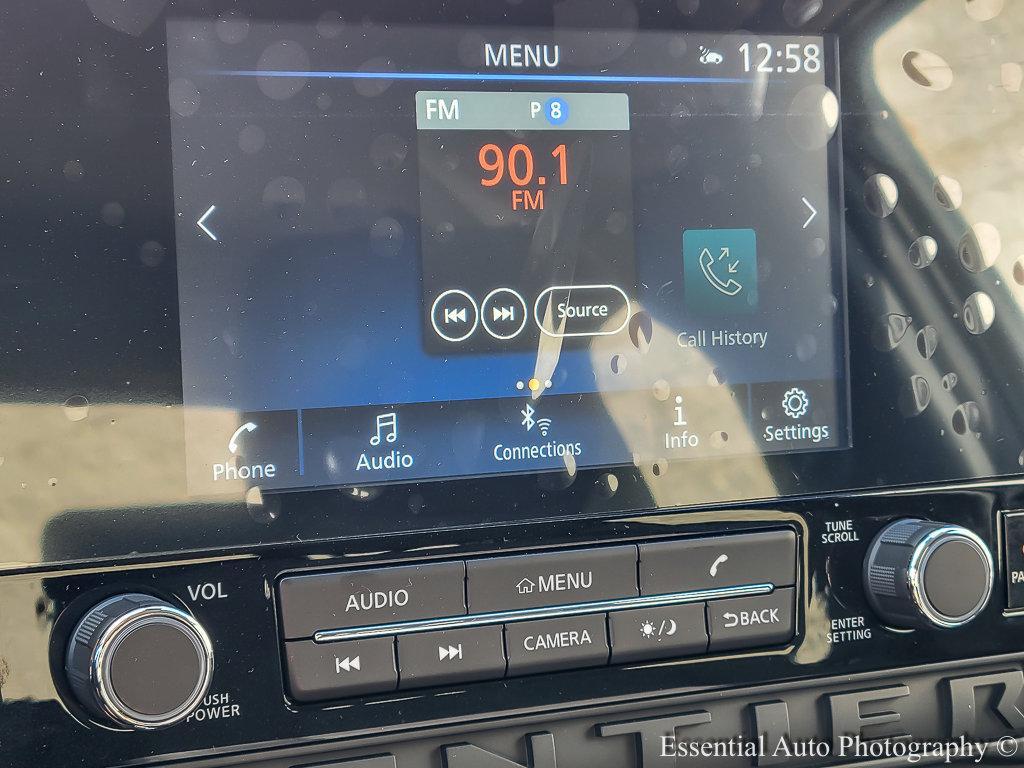 MENU 12:58
FM P 8
90.1
FM
Source
Call History
Phone Audio Connections Info Settings
VOL
PUSH
POWER
AUDIO MENU
CAMERA BACK
TUNE
SCROLL
ENTER
SETTING
NTIER
Essential Auto Photography ©